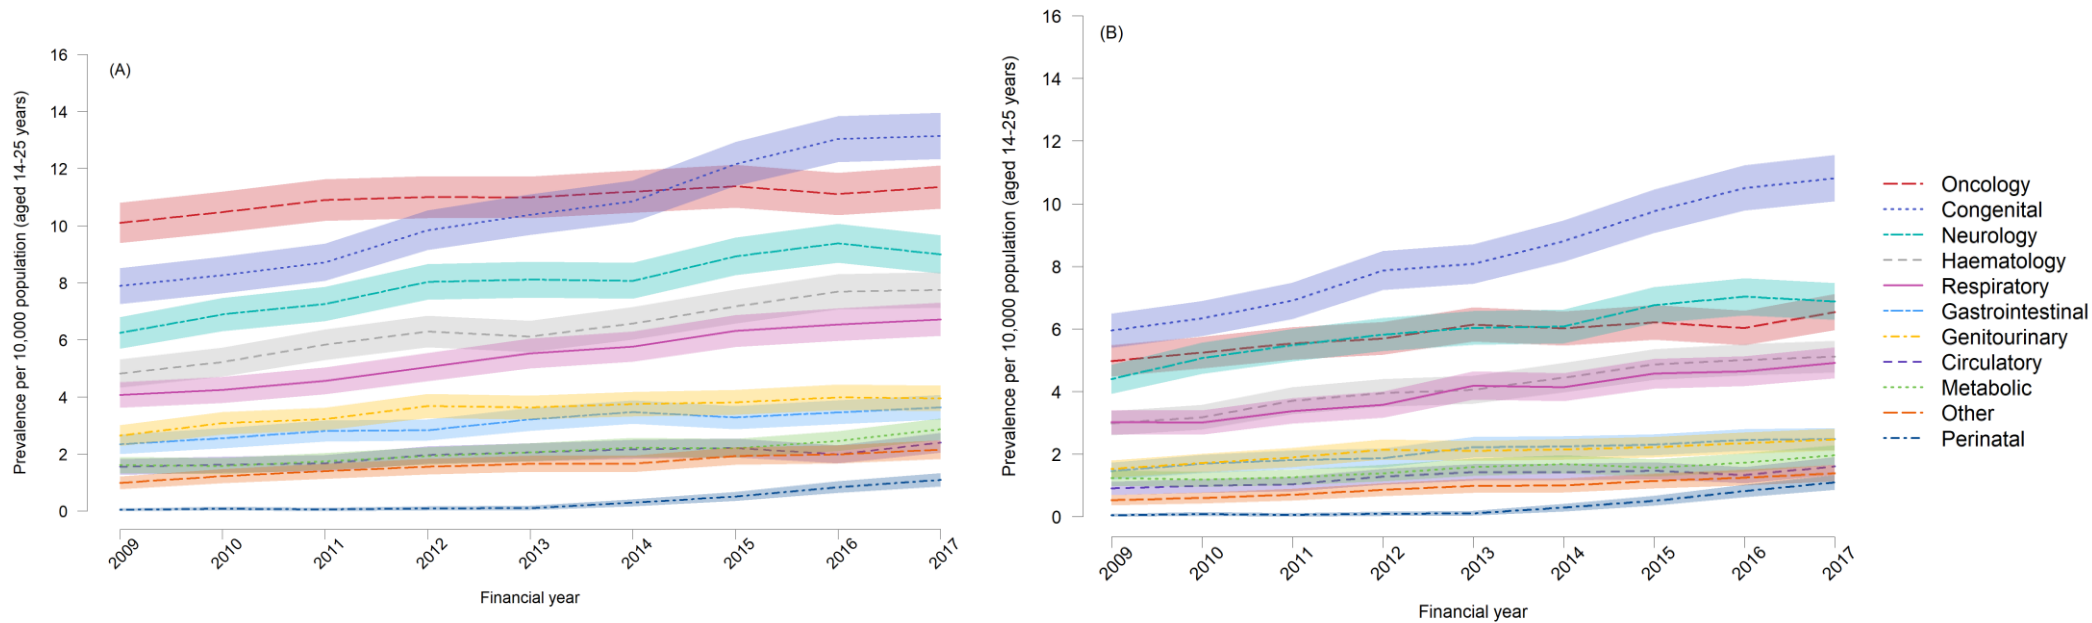 (A)
Prevalence per 10,000 population (aged 14-25 years)
16
14
12
10
8
6
4
2
0
2009
2010
2011
2012
2013
2014
2015
2016
2017
Financial year
(B)
Prevalence per 10,000 population (aged 14-25 years)
16
14
12
10
8
6
4
2
0
2009
2010
2011
2012
2013
2014
2015
2016
2017
Financial year
Oncology
Congenital
Neurology
Haematology
Respiratory
Gastrointestinal
Genitourinary
Circulatory
Metabolic
Other
Perinatal